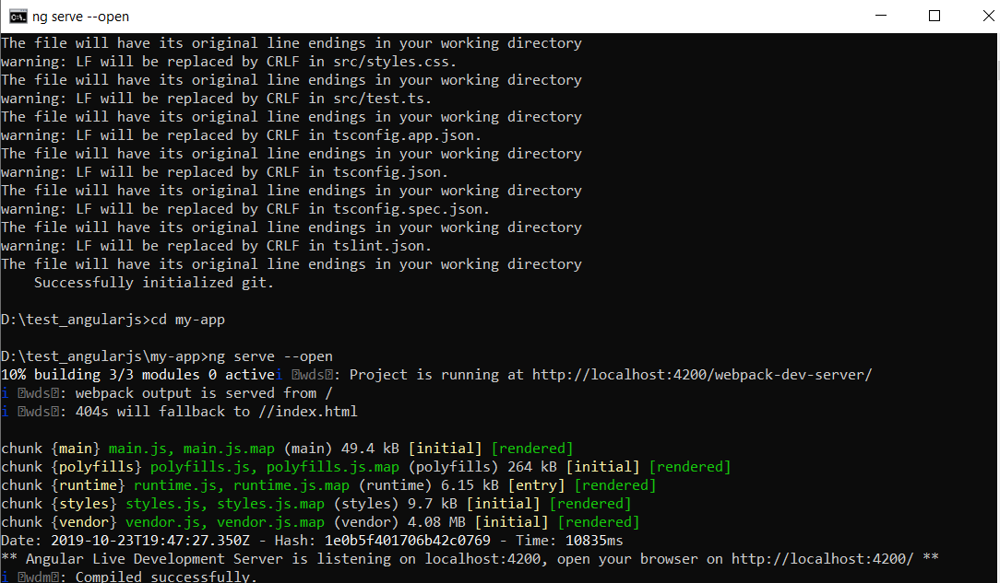 ng serve --open
The file will have its original line endings in your working directory
warning: LF will be replaced by CRLF in src/styles.css.
The file will have its original line endings in your working directory
warning: LF will be replaced by CRLF in src/test.ts.
The file will have its original line endings in your working directory
warning: LF will be replaced by CRLF in tsconfig.app.json.
The file will have its original line endings in your working directory
warning: LF will be replaced by CRLF in tsconfig.json.
The file will have its original line endings in your working directory
warning: LF will be replaced by CRLF in tsconfig.spec.json.
The file will have its original line endings in your working directory
warning: LF will be replaced by CRLF in tslint.json.
The file will have its original line endings in your working directory
    Successfully initialized git.
D:\test_angularjs>cd my-app
D:\test_angularjs\my-app>ng serve --open
10% building 3/3 modules 0 activei ⍰wds⍰: Project is running at http://localhost:4200/webpack-dev-server/
i ⍰wds⍰: webpack output is served from /
i ⍰wds⍰: 404s will fallback to //index.html
chunk {main} main.js, main.js.map (main) 49.4 kB [initial] [rendered]
chunk {polyfills} polyfills.js, polyfills.js.map (polyfills) 264 kB [initial] [rendered]
chunk {runtime} runtime.js, runtime.js.map (runtime) 6.15 kB [entry] [rendered]
chunk {styles} styles.js, styles.js.map (styles) 9.7 kB [initial] [rendered]
chunk {vendor} vendor.js, vendor.js.map (vendor) 4.08 MB [initial] [rendered]
Date: 2019-10-23T19:47:27.350Z - Hash: 1e0b5f401706b42c0769 - Time: 10835ms
** Angular Live Development Server is listening on localhost:4200, open your browser on http://localhost:4200/ **
i ⍰wdm⍰: Compiled successfully.